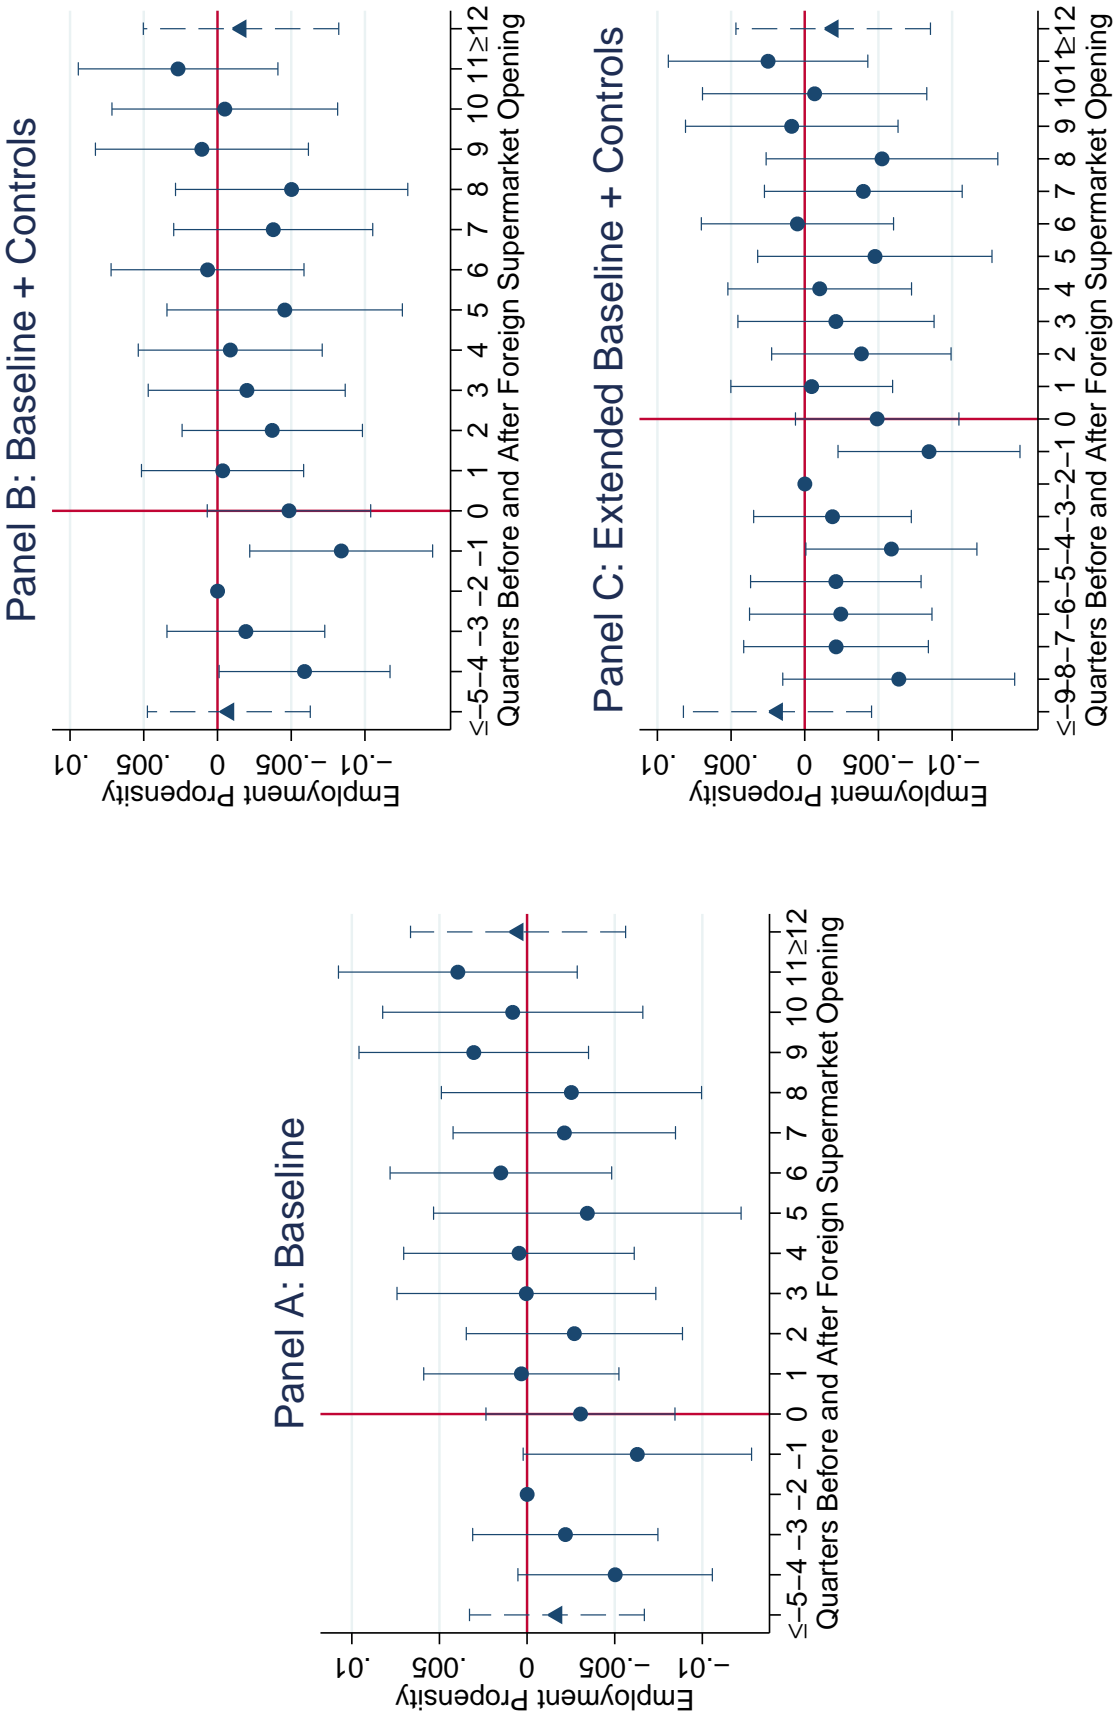 Panel A: Baseline
Employment Propensity
.01
.005
0
−.005
−.01
≤−5−4 −3 −2 −1 0 1 2 3 4 5 6 7 8 9 10 11≥12
Quarters Before and After Foreign Supermarket Opening
Panel B: Baseline + Controls
Employment Propensity
.01
.005
0
−.005
−.01
≤−5−4 −3 −2 −1 0 1 2 3 4 5 6 7 8 9 10 11≥12
Quarters Before and After Foreign Supermarket Opening
Panel C: Extended Baseline + Controls
Employment Propensity
.01
.005
0
−.005
−.01
≤−9−8−7−6−5−4−3−2−1 0 1 2 3 4 5 6 7 8 9 1011≥12
Quarters Before and After Foreign Supermarket Opening